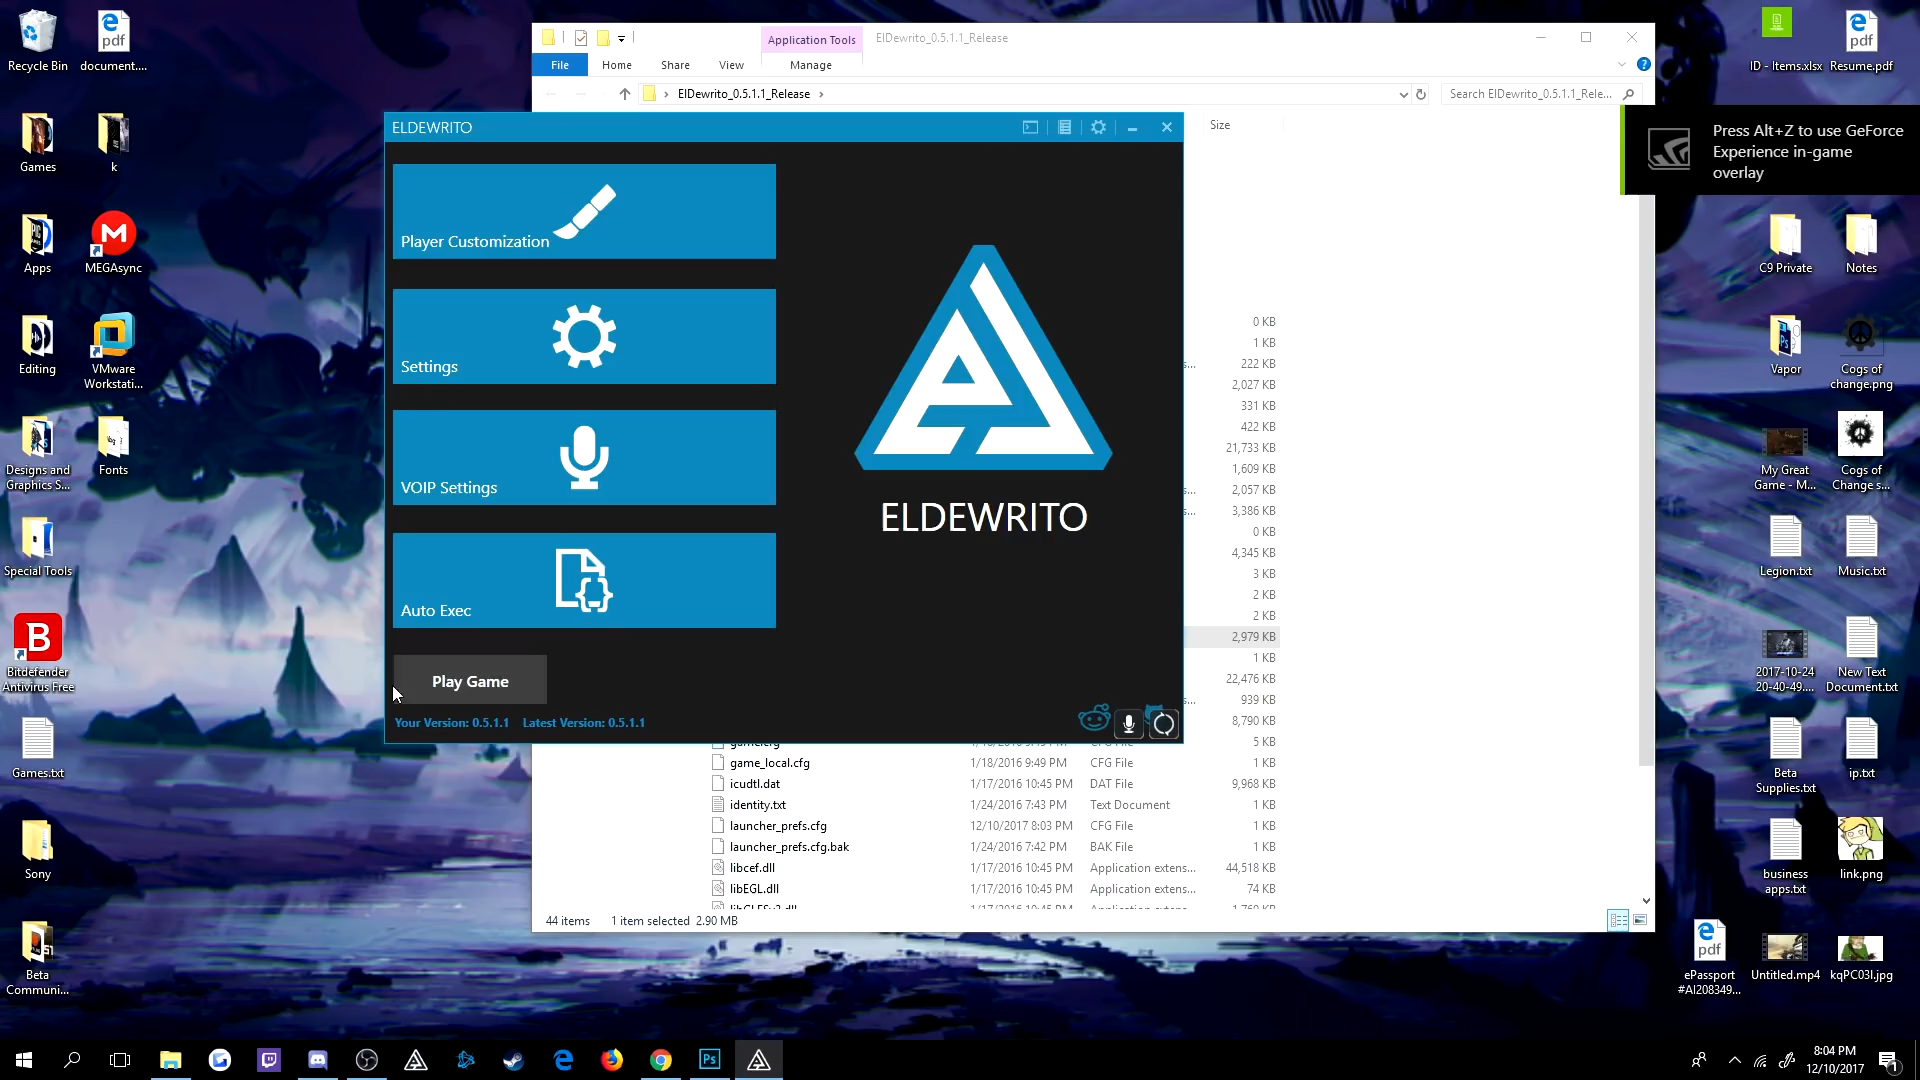 Recycle Bin
document....
Games
k
Apps
MEGAsync
Editing
VMware
Workstati...
Designs and
Graphics S...
Fonts
Special Tools
Bitdefender
Antivirus Free
Games.txt
Sony
Beta
Communi...
Application Tools
ElDewrito_0.5.1.1_Release
File
Home
Share
View
Manage
ElDewrito_0.5.1.1_Release
Search ElDewrito_0.5.1.1_Rele...
Size
ELDEWRITO
Player Customization
Settings
VOIP Settings
Auto Exec
Play Game
Your Version: 0.5.1.1 Latest Version: 0.5.1.1
ELDEWRITO
0 KB
1 KB
s... 222 KB
2,027 KB
331 KB
422 KB
21,733 KB
1,609 KB
s... 2,057 KB
s... 3,386 KB
0 KB
4,345 KB
3 KB
2 KB
2 KB
2,979 KB
1 KB
22,476 KB
s... 939 KB
8,790 KB
5 KB
game_local.cfg 1/18/2016 9:49 PM CFG File 1 KB
icudtl.dat 1/17/2016 10:45 PM DAT File 9,968 KB
identity.txt 1/24/2016 7:43 PM Text Document 1 KB
launcher_prefs.cfg 12/10/2017 8:03 PM CFG File 1 KB
launcher_prefs.cfg.bak 1/24/2016 7:42 PM BAK File 1 KB
libcef.dll 1/17/2016 10:45 PM Application extens... 44,518 KB
libEGL.dll 1/17/2016 10:45 PM Application extens... 74 KB
44 items 1 item selected 2.90 MB
ID - Items.xlsx
Resume.pdf
Press Alt+Z to use GeForce
Experience in-game
overlay
C9 Private
Notes
Vapor
Cogs of
change.png
My Great
Game - M...
Cogs of
Change s...
Legion.txt
Music.txt
2017-10-24
20-40-49....
New Text
Document.txt
Beta
Supplies.txt
ip.txt
business
apps.txt
link.png
ePassport
#AI208349...
Untitled.mp4
kqPC03l.jpg
8:04 PM
12/10/2017
1